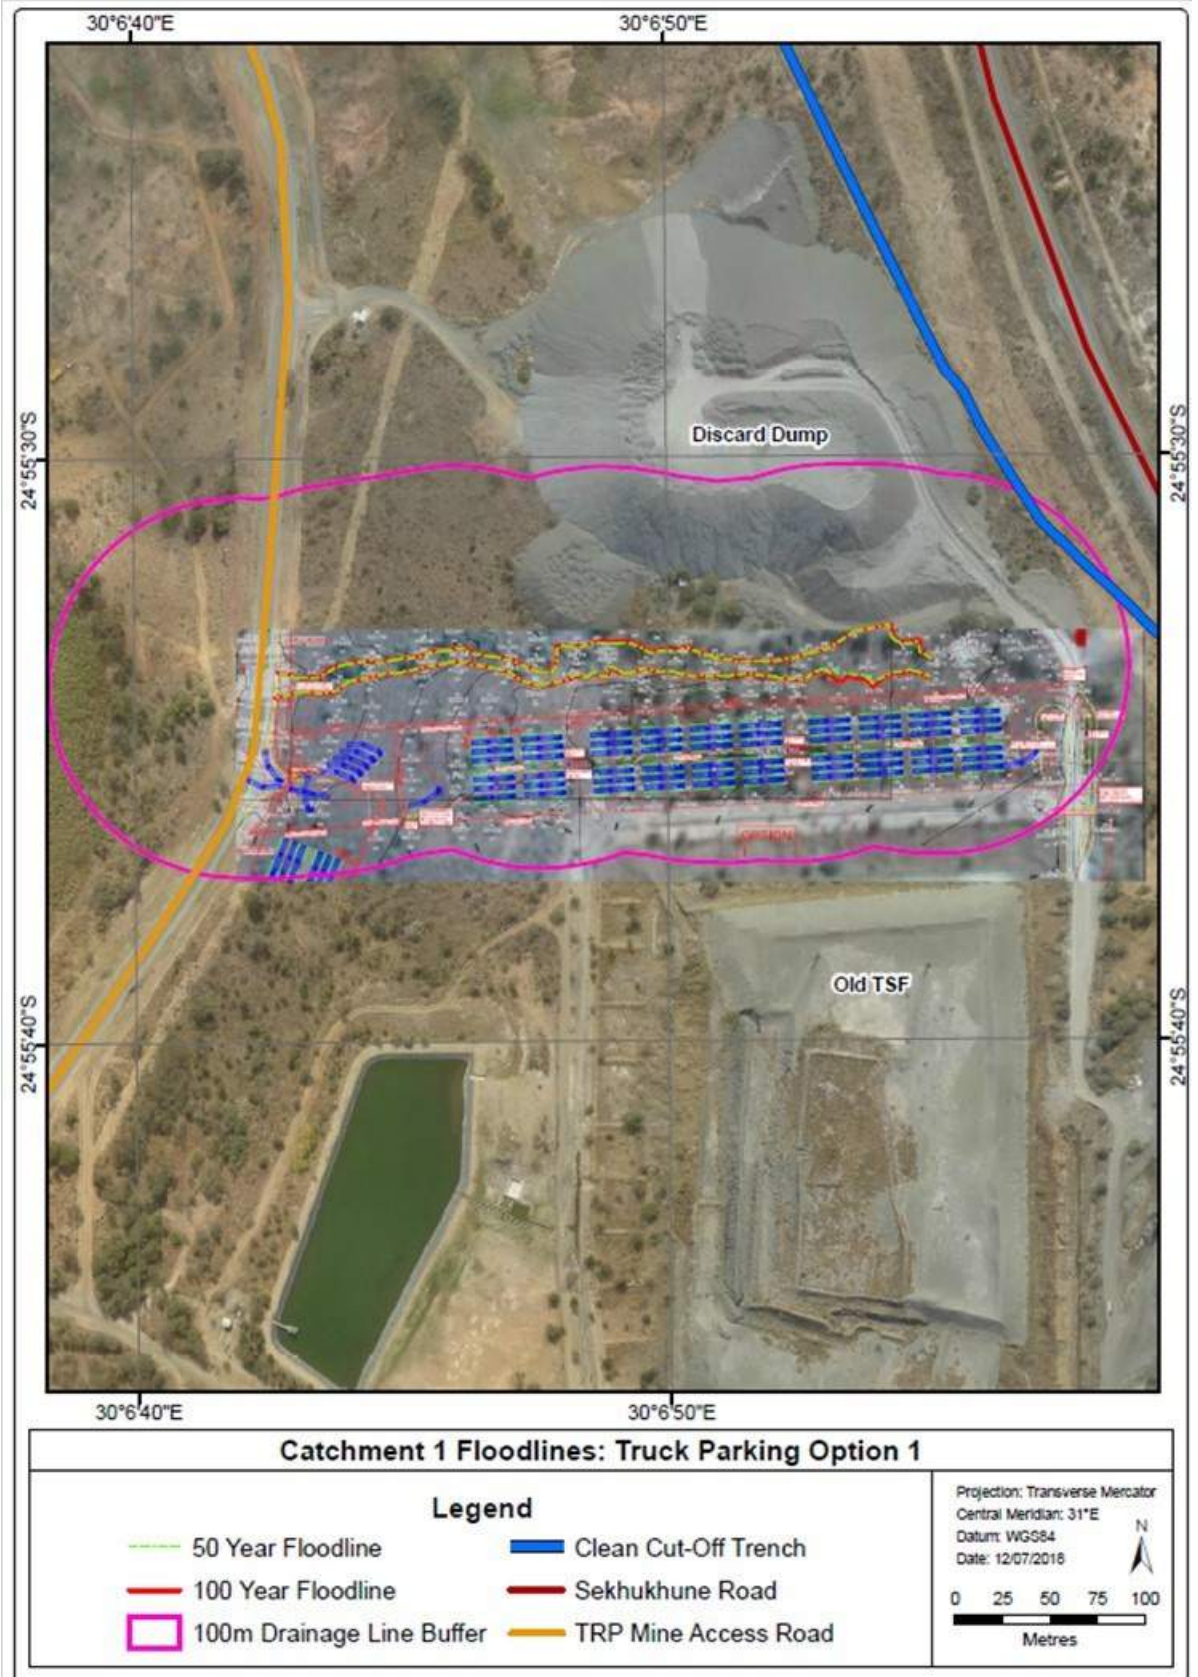 30°6'40"E 30°6'50"E
24°55'30"S 24°55'30"S
Discard Dump
OPTION
Old TSF
24°55'40"S 24°55'40"S
30°6'40"E 30°6'50"E
Catchment 1 Floodlines: Truck Parking Option 1
Legend
50 Year Floodline
100 Year Floodline
100m Drainage Line Buffer
Clean Cut-Off Trench
Sekhukhune Road
TRP Mine Access Road
Projection: Transverse Mercator
Central Meridian: 31°E
Datum: WGS84
Date: 12/07/2018
N
0 25 50 75 100
Metres